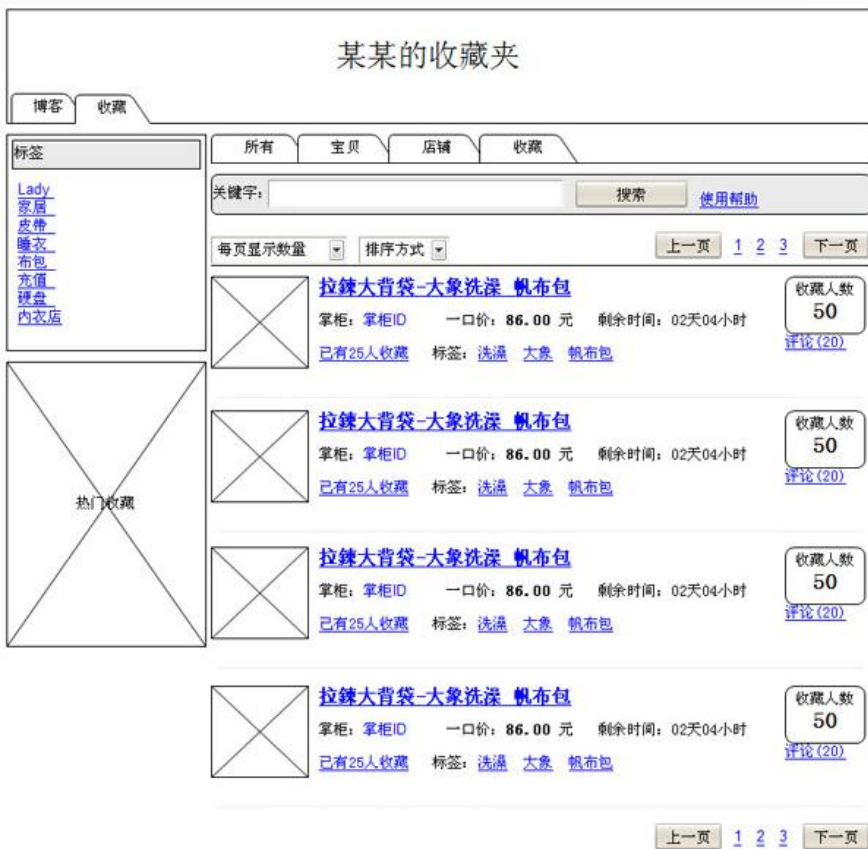 某某的收藏夹
博客 收藏
标签
Lady
家居
皮带
睡衣
布包
充值
硬盘
内衣店
热门收藏
所有 宝贝 店铺 收藏
关键字: 搜索 使用帮助
每页显示数量 排序方式 上一页 1 2 3 下一页
拉鍊大背袋-大象洗澡 帆布包
掌柜: 掌柜ID 一口价: 86.00 元 剩余时间: 02天04小时
已有25人收藏 标签: 洗澡 大象 帆布包
收藏人数
50
评论(20)
拉鍊大背袋-大象洗澡 帆布包
掌柜: 掌柜ID 一口价: 86.00 元 剩余时间: 02天04小时
已有25人收藏 标签: 洗澡 大象 帆布包
收藏人数
50
评论(20)
拉鍊大背袋-大象洗澡 帆布包
掌柜: 掌柜ID 一口价: 86.00 元 剩余时间: 02天04小时
已有25人收藏 标签: 洗澡 大象 帆布包
收藏人数
50
评论(20)
拉鍊大背袋-大象洗澡 帆布包
掌柜: 掌柜ID 一口价: 86.00 元 剩余时间: 02天04小时
已有25人收藏 标签: 洗澡 大象 帆布包
收藏人数
50
评论(20)
上一页 1 2 3 下一页